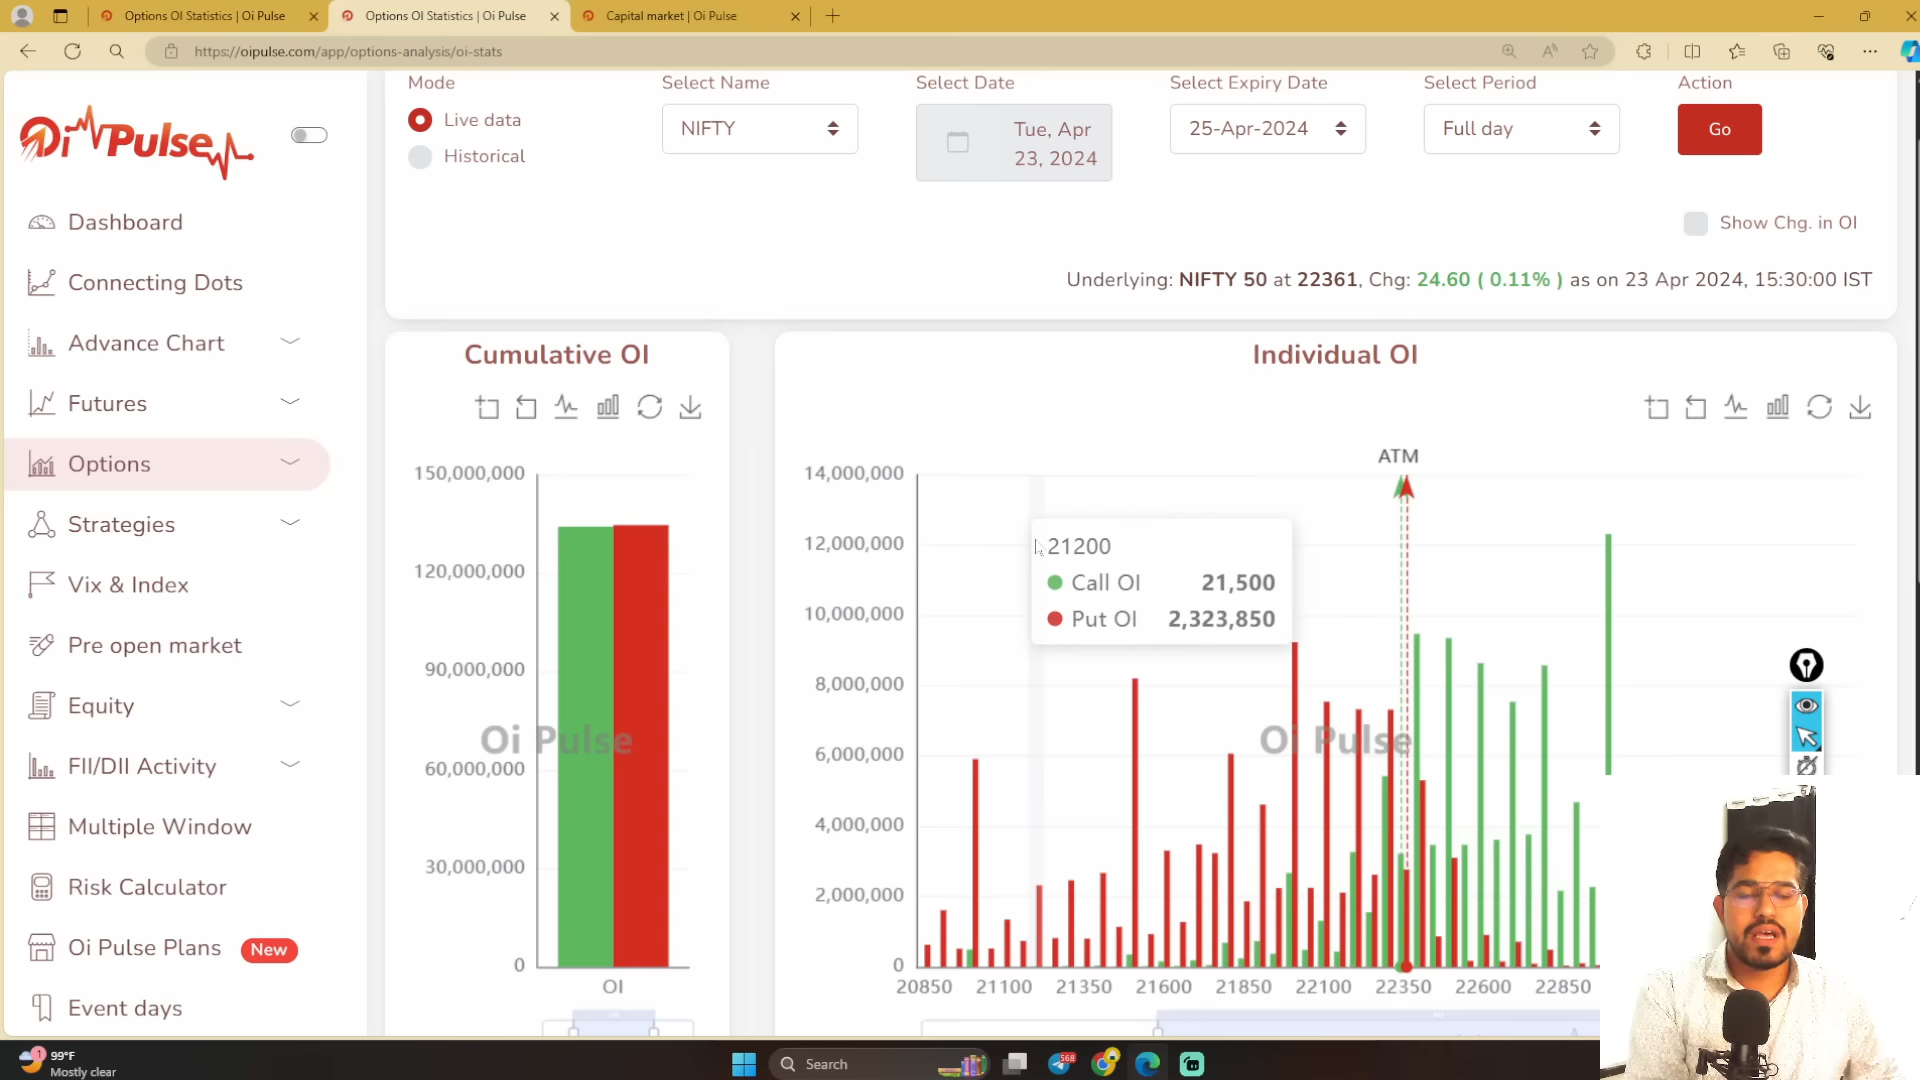 Options OI Statistics | Oi Pulse
Options OI Statistics | Oi Pulse
Capital market | Oi Pulse
https://oipulse.com/app/options-analysis/oi-stats
Oi Pulse
Dashboard
Connecting Dots
Advance Chart
Futures
Options
Strategies
Vix & Index
Pre open market
Equity
FII/DII Activity
Multiple Window
Risk Calculator
Oi Pulse Plans New
Event days
Mode
Live data
Historical
Select Name
NIFTY
Select Date
Tue, Apr
23, 2024
Select Expiry Date
25-Apr-2024
Select Period
Full day
Action
Go
Show Chg. in OI
Underlying: NIFTY 50 at 22361, Chg: 24.60 ( 0.11% ) as on 23 Apr 2024, 15:30:00 IST
Cumulative OI
150,000,000
120,000,000
90,000,000
60,000,000
30,000,000
0
OI
Oi Pulse
Individual OI
ATM
14,000,000
12,000,000
10,000,000
8,000,000
6,000,000
4,000,000
2,000,000
0
21200
Call OI 21,500
Put OI 2,323,850
Oi Pulse
20850 21100 21350 21600 21850 22100 22350 22600 22850
1
99°F
Mostly clear
Search
568